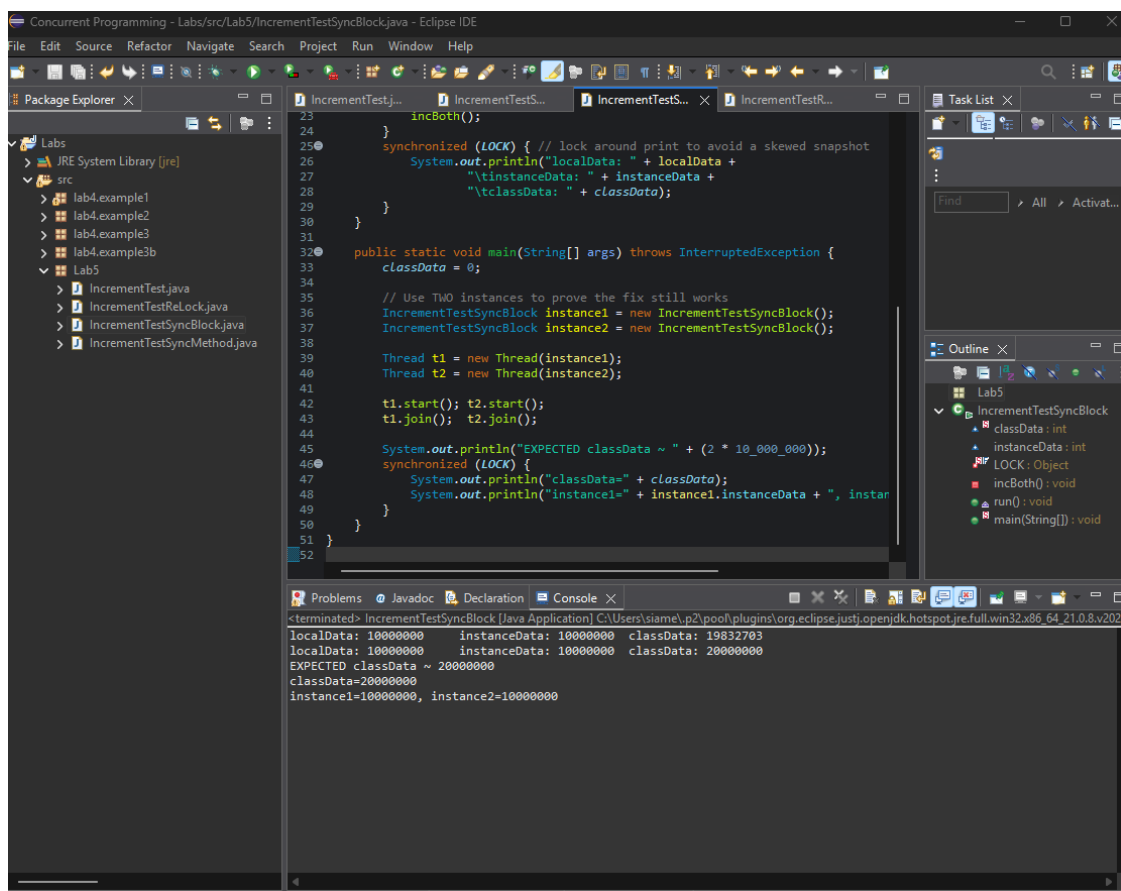 Concurrent Programming - Labs/src/Lab5/IncrementTestSyncBlock.java - Eclipse IDE
File Edit Source Refactor Navigate Search Project Run Window Help
Package Explorer
Labs
JRE System Library [jre]
src
lab4.example1
lab4.example2
lab4.example3
lab4.example3b
Lab5
IncrementTest.java
IncrementTestReLock.java
IncrementTestSyncBlock.java
IncrementTestSyncMethod.java
IncrementTest.j... IncrementTestS... IncrementTestS... IncrementTestR...
23 incBoth();
24 }
25 synchronized (LOCK) { // lock around print to avoid a skewed snapshot
26 System.out.println("localData: " + localData +
27 "\tinstanceData: " + instanceData +
28 "\tclassData: " + classData);
29 }
30 }
31
32 public static void main(String[] args) throws InterruptedException {
33 classData = 0;
34
35 // Use TWO instances to prove the fix still works
36 IncrementTestSyncBlock instance1 = new IncrementTestSyncBlock();
37 IncrementTestSyncBlock instance2 = new IncrementTestSyncBlock();
38
39 Thread t1 = new Thread(instance1);
40 Thread t2 = new Thread(instance2);
41
42 t1.start(); t2.start();
43 t1.join(); t2.join();
44
45 System.out.println("EXPECTED classData ~ " + (2 * 10_000_000));
46 synchronized (LOCK) {
47 System.out.println("classData=" + classData);
48 System.out.println("instance1=" + instance1.instanceData + ", instan
49 }
50 }
51 }
52
Task List
Find All Activat...
Outline
Lab5
IncrementTestSyncBlock
classData : int
instanceData : int
LOCK : Object
incBoth() : void
run() : void
main(String[]) : void
Problems Javadoc Declaration Console
<terminated> IncrementTestSyncBlock [Java Application] C:\Users\siame\.p2\pool\plugins\org.eclipse.justj.openjdk.hotspot.jre.full.win32.x86_64_21.0.8.v202
localData: 10000000 instanceData: 10000000 classData: 19832703
localData: 10000000 instanceData: 10000000 classData: 20000000
EXPECTED classData ~ 20000000
classData=20000000
instance1=10000000, instance2=10000000